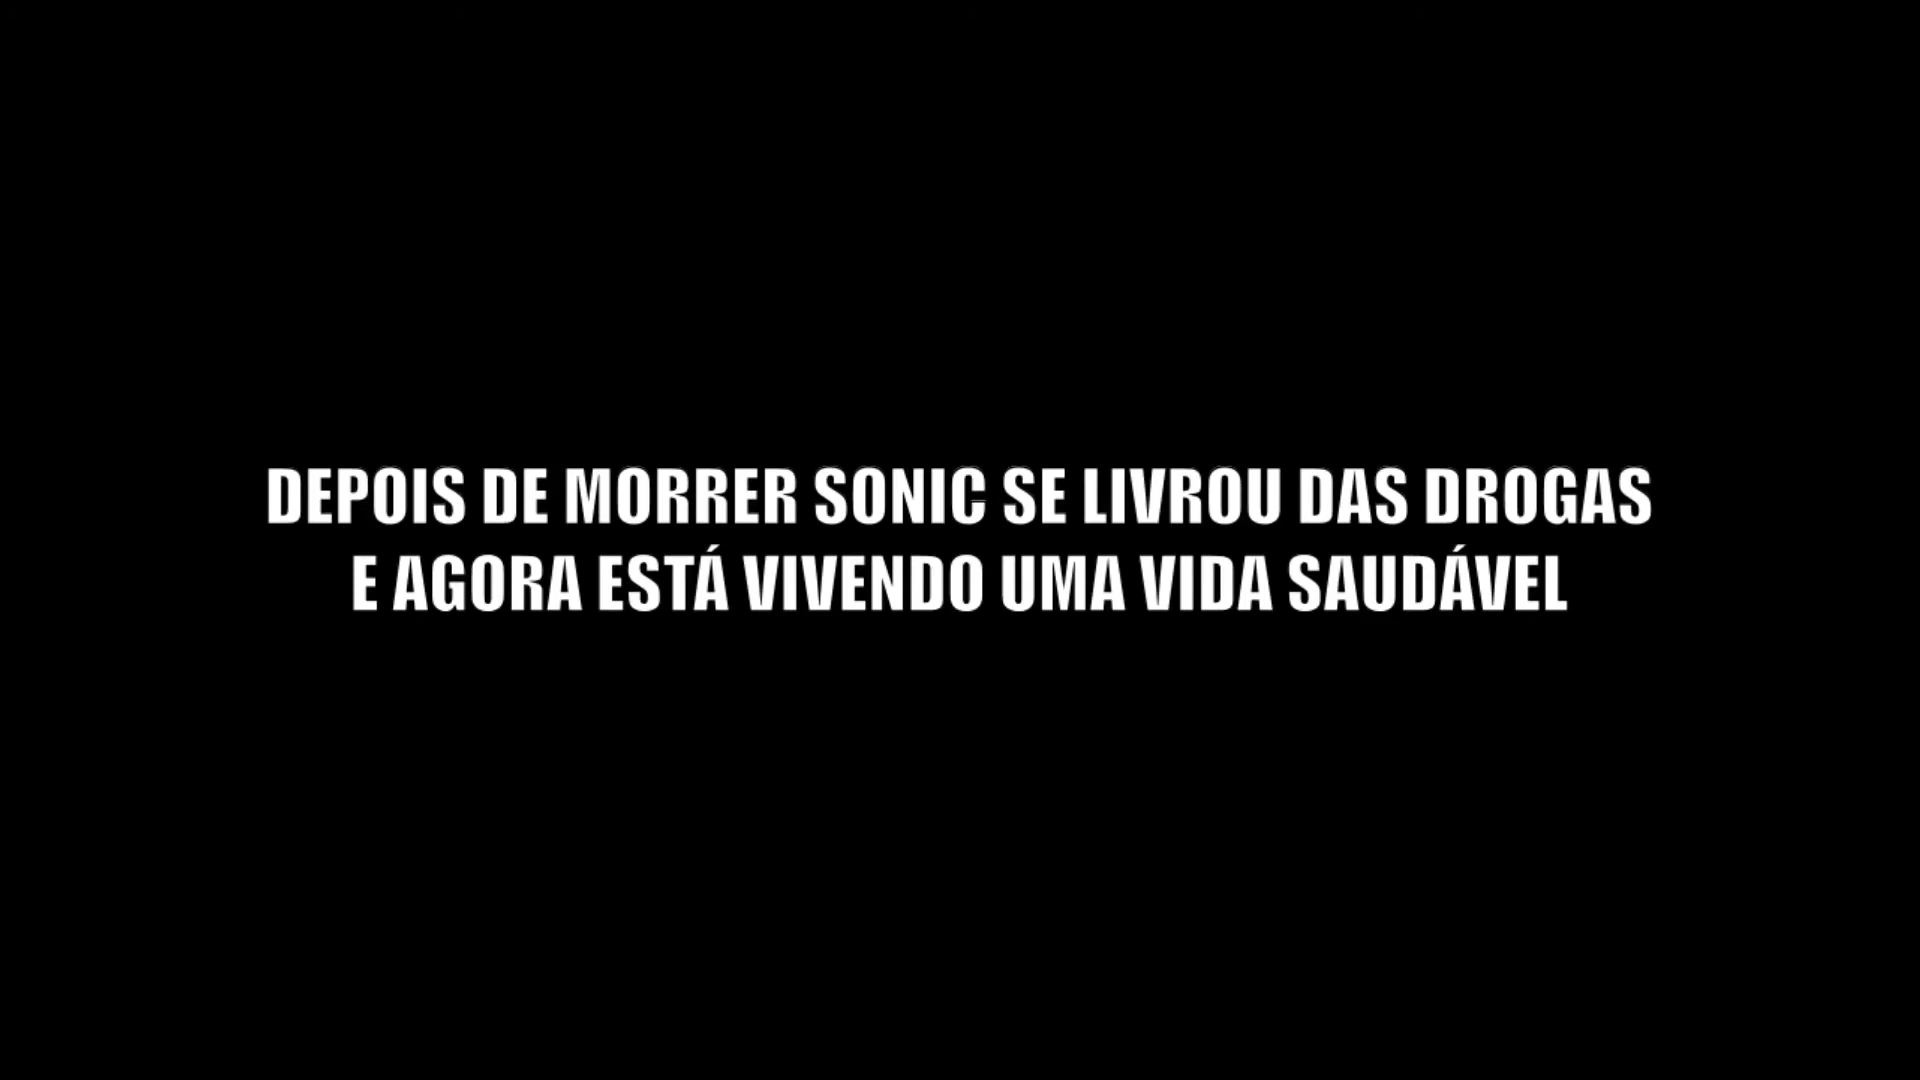 DEPOIS DE MORRER SONIC SE LIVROU DAS DROGAS
E AGORA ESTÁ VIVENDO UMA VIDA SAUDÁVEL